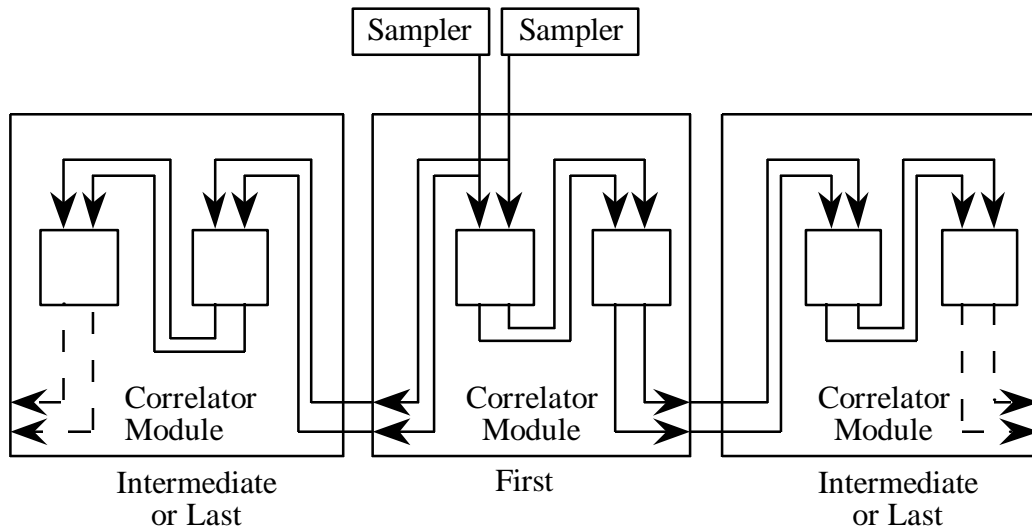 Sampler
Sampler
Correlator
Module
Correlator
Module
Correlator
Module
Intermediate
or Last
First
Intermediate
or Last